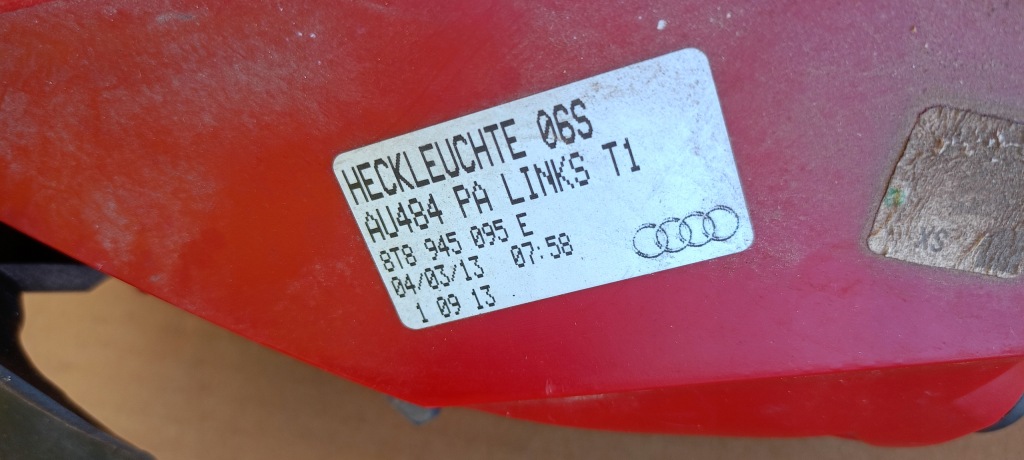 HECKLEUCHTE 06S
AU484 PA LINKS T1
8T8 945 095 E
04/03/13 07:58
1 09 13